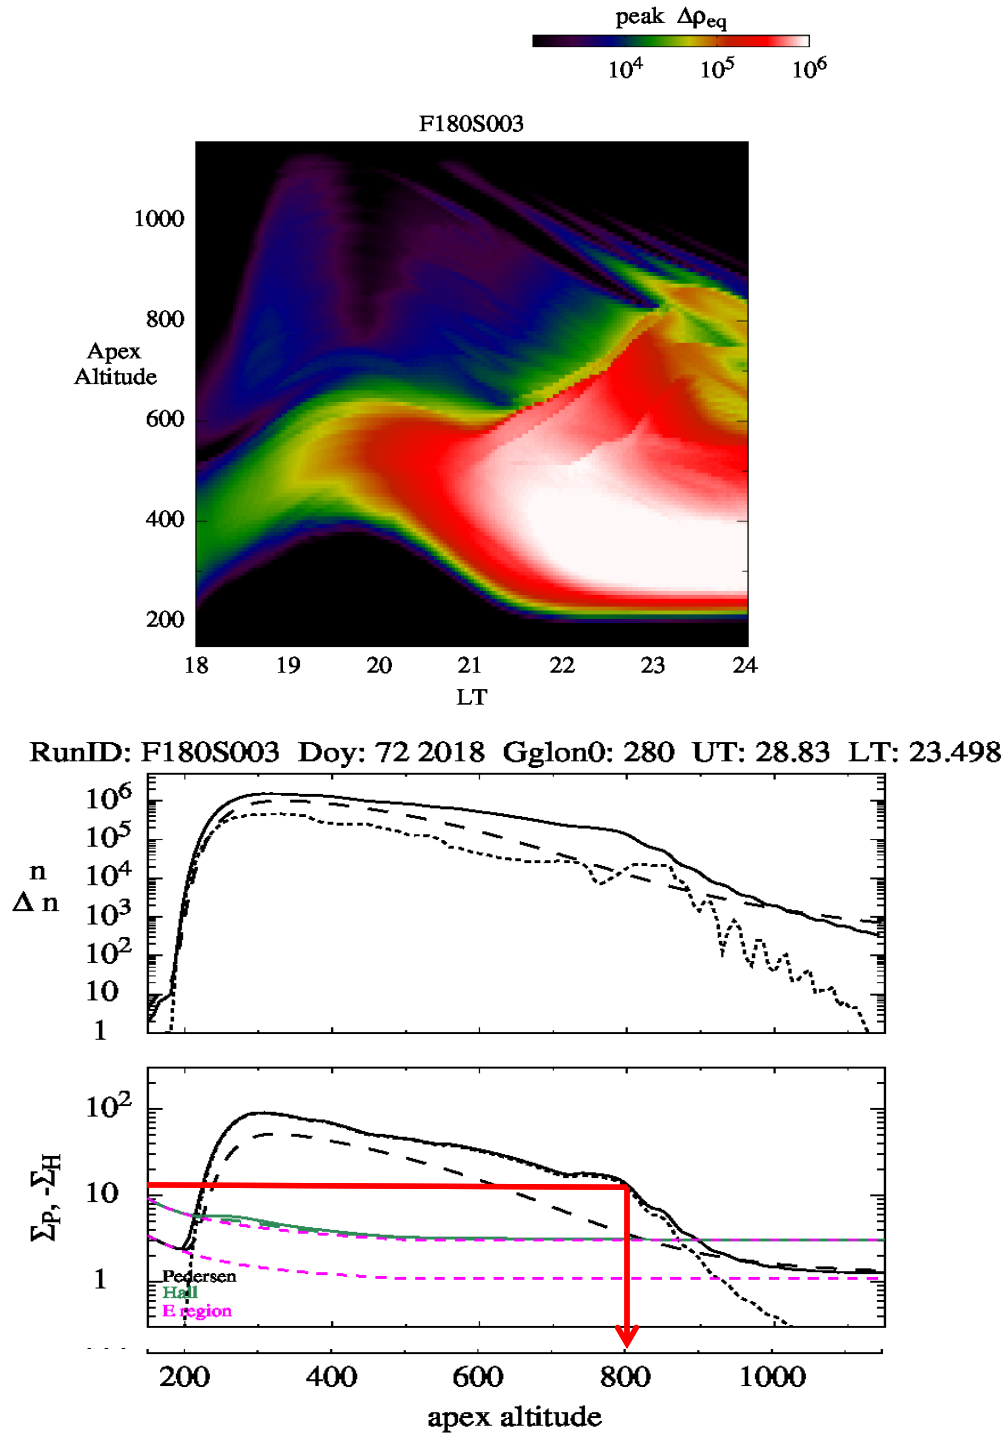 peak Δρeq
10⁴ 10⁵ 10⁶
F180S003
1000
800
Apex
Altitude
600
400
200
18 19 20 21 22 23 24
LT
RunID: F180S003 Doy: 72 2018 Gglon0: 280 UT: 28.83 LT: 23.498
10⁶
10⁵
n
10⁴
Δ n
10³
10²
10
1
10²
ΣP, -ΣH
10
1
Pedersen
Hall
E region
200 400 600 800 1000
apex altitude